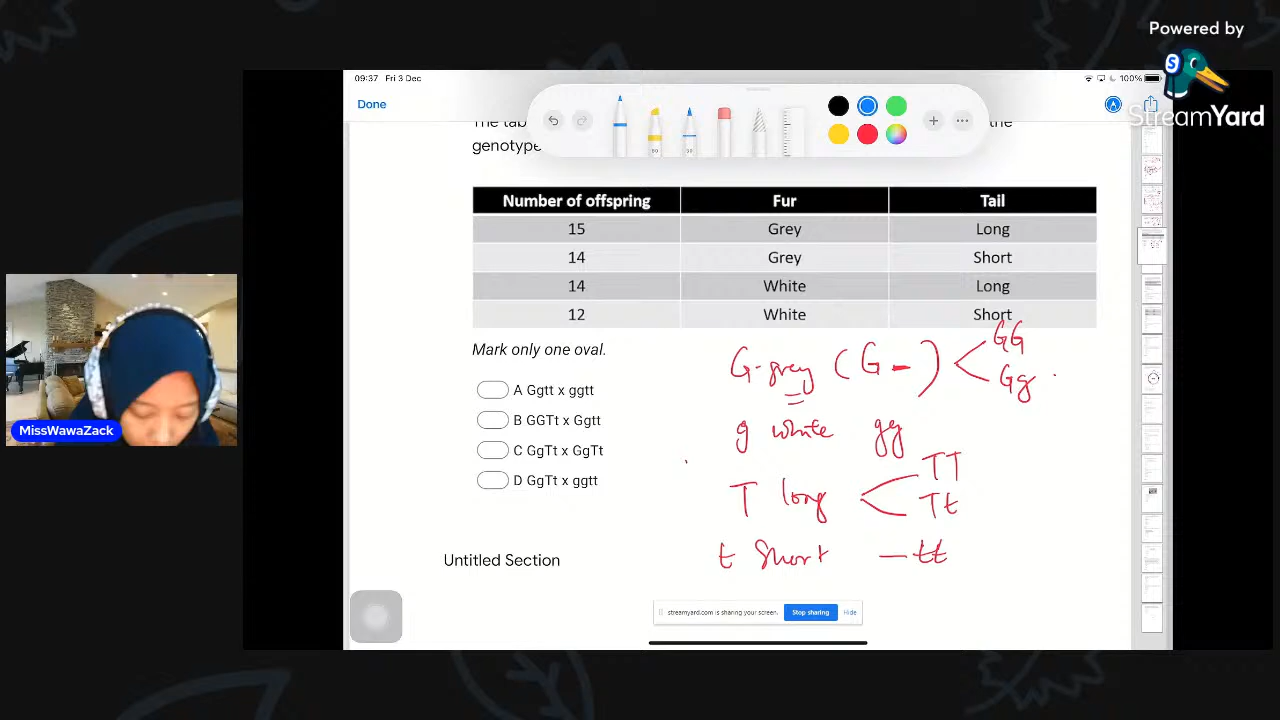 Powered by
StreamYard
09:37 Fri 3 Dec
100%
Done
The tab
the
genotype
Number of offspring Fur Tail
15 Grey Long
14 Grey Short
14 White Long
12 White Short
Mark only one oval.
A Ggtt x ggtt
B GGTt x Ggtt
C GgTt x GgTt
D GgTt x ggtt
G-grey (G-) GG
Gg
g white gg
T long TT
Tt
t short - tt
Untitled Section
streamyard.com is sharing your screen. Stop sharing Hide
MissWawaZack